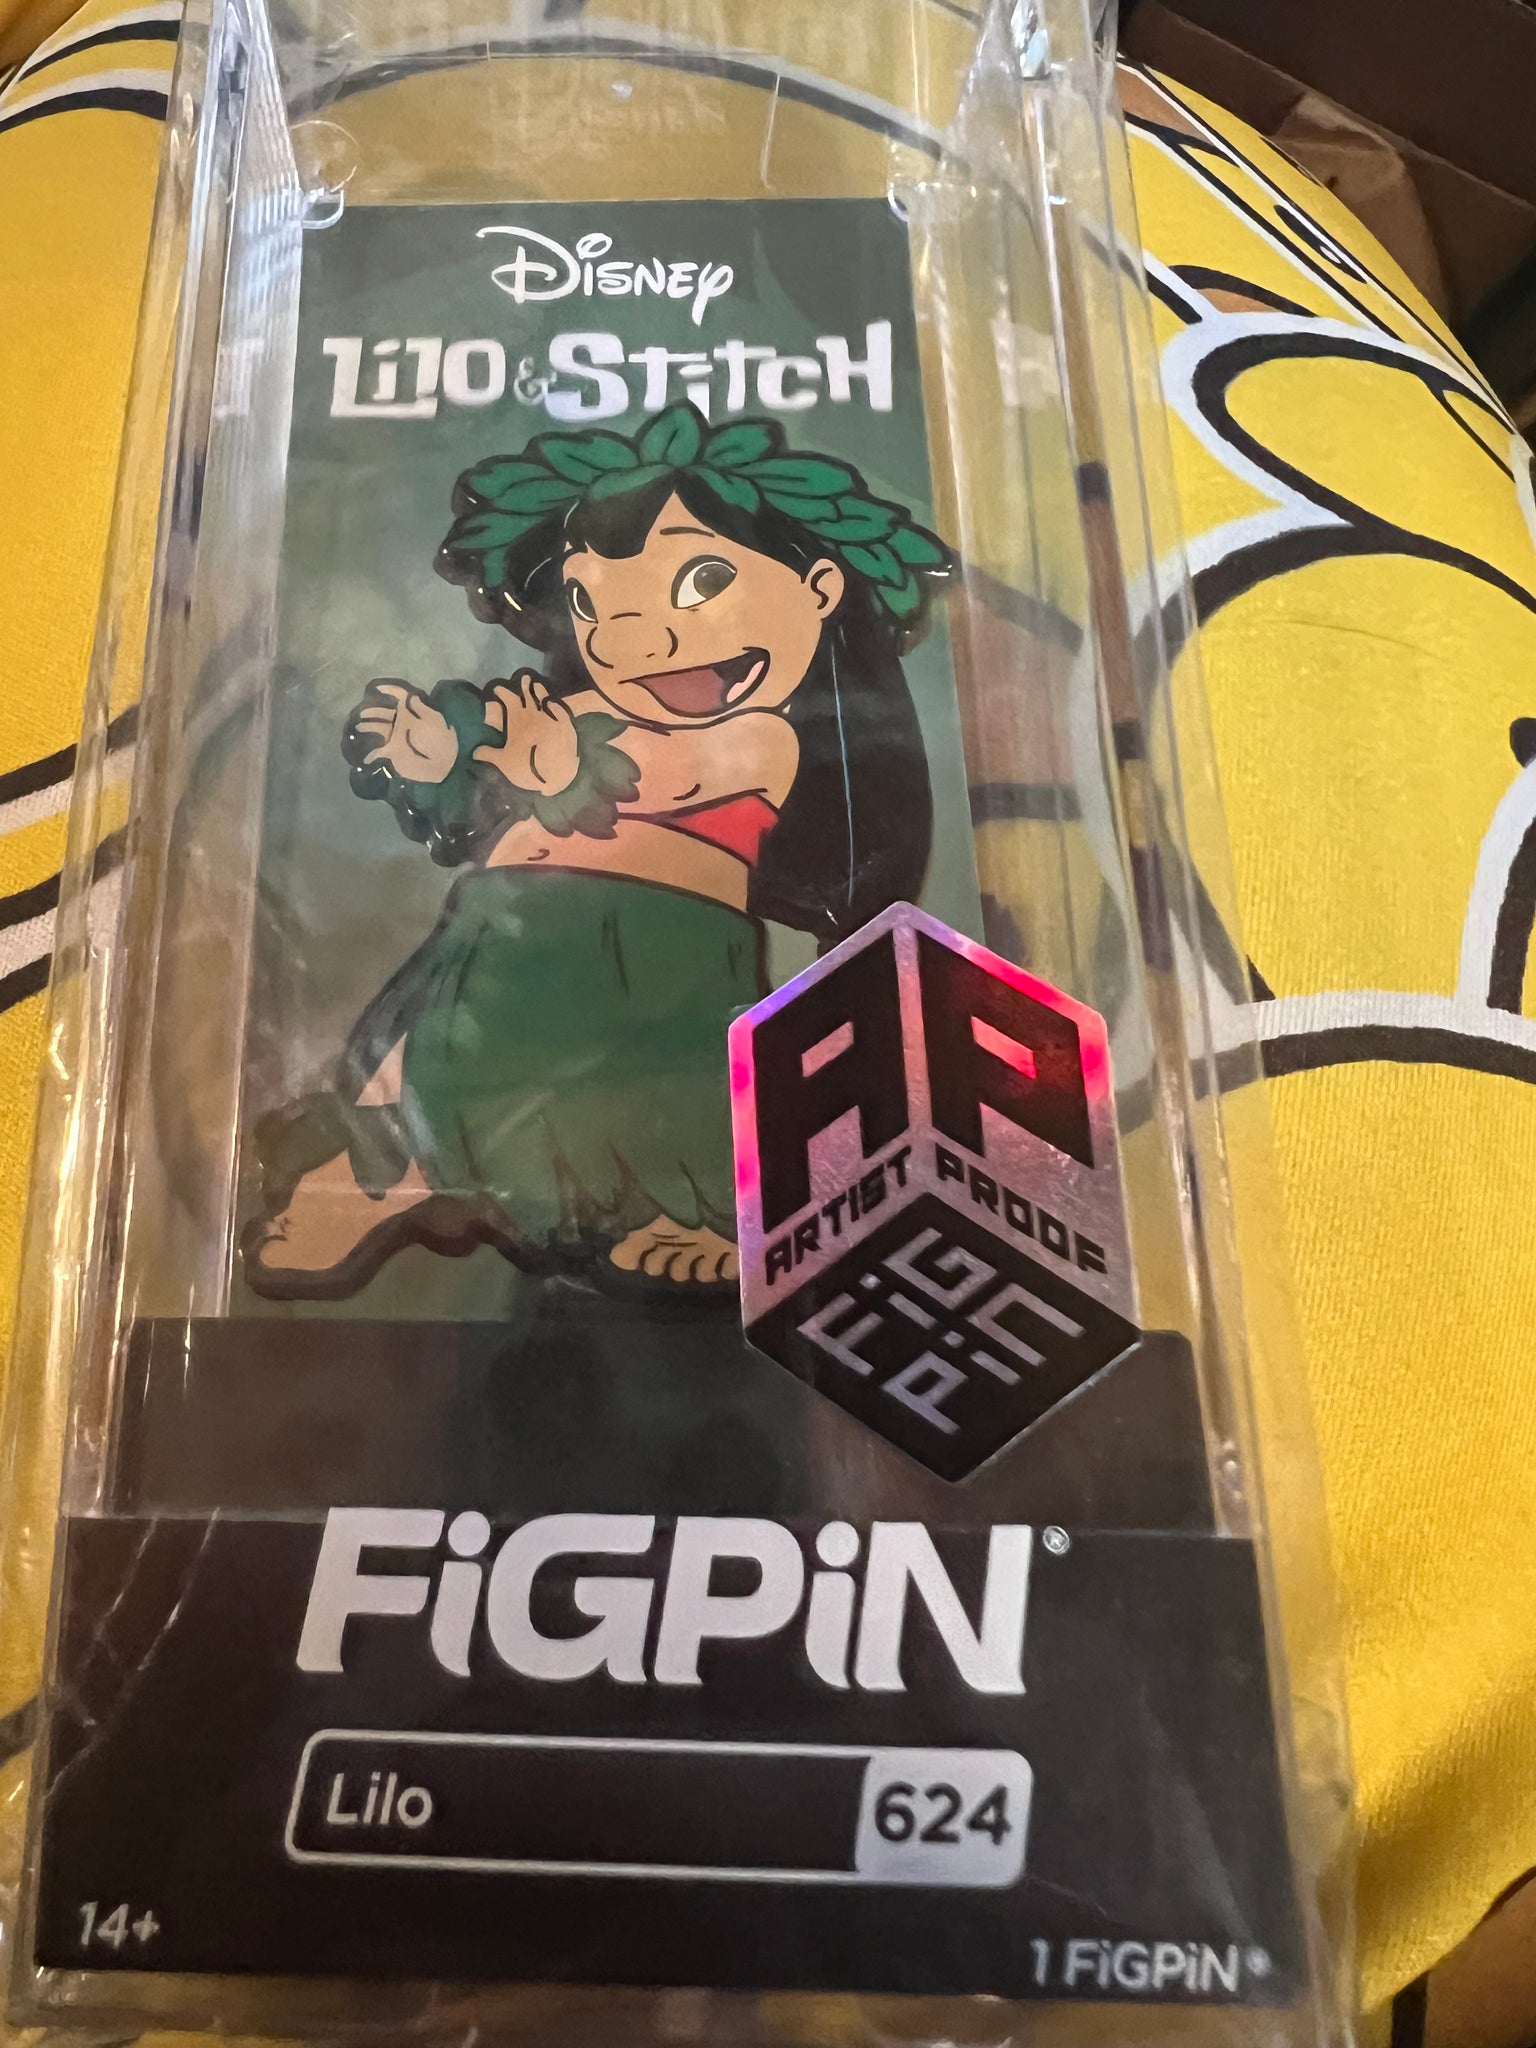 Disney
Lilo & Stitch
AP
ARTIST PROOF
FiGPiN
FiGPiN®
Lilo
624
14+
1 FiGPiN®